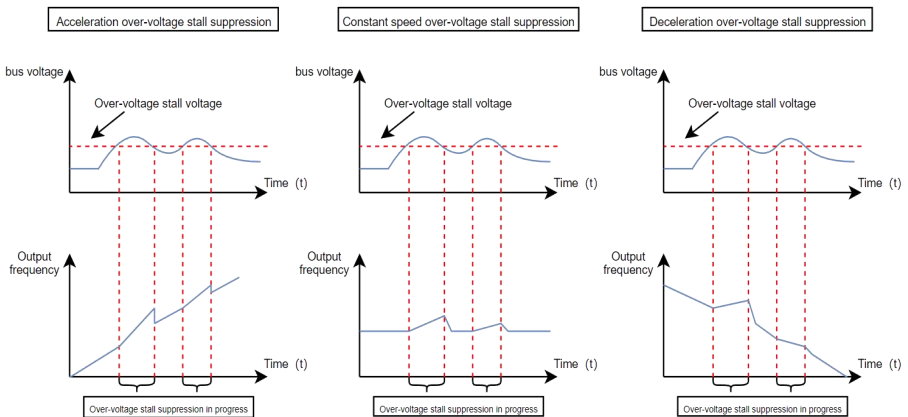 Acceleration over-voltage stall suppression
bus voltage
Over-voltage stall voltage
Time (t)
Output
frequency
Time (t)
Over-voltage stall suppression in progress
Constant speed over-voltage stall suppression
bus voltage
Over-voltage stall voltage
Time (t)
Output
frequency
Time (t)
Over-voltage stall suppression in progress
Deceleration over-voltage stall suppression
bus voltage
Over-voltage stall voltage
Time (t)
Output
frequency
Time (t)
Over-voltage stall suppression in progress